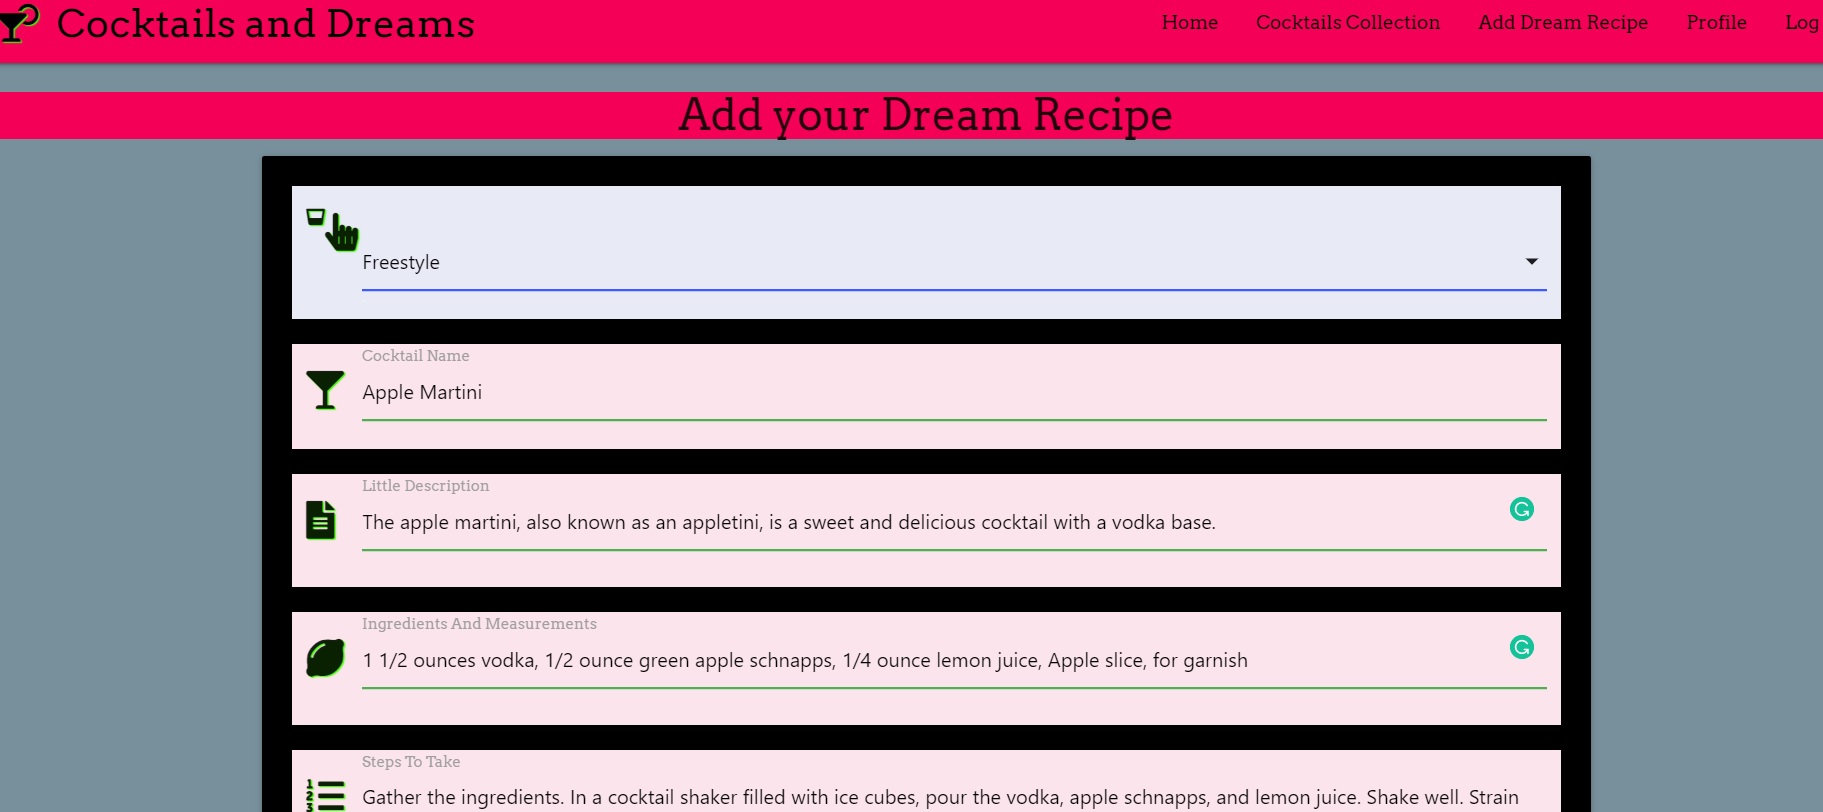 Cocktails and Dreams
Home Cocktails Collection Add Dream Recipe Profile Log
Add your Dream Recipe
Freestyle
Cocktail Name
Apple Martini
Little Description
The apple martini, also known as an appletini, is a sweet and delicious cocktail with a vodka base.
Ingredients And Measurements
1 1/2 ounces vodka, 1/2 ounce green apple schnapps, 1/4 ounce lemon juice, Apple slice, for garnish
Steps To Take
Gather the ingredients. In a cocktail shaker filled with ice cubes, pour the vodka, apple schnapps, and lemon juice. Shake well. Strain